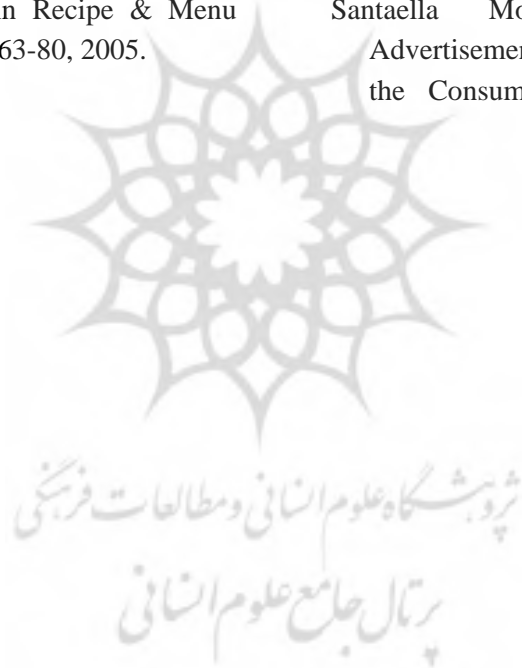 in Recipe & Menu
63-80, 2005.
Santaella Mo
Advertisemen
the Consum
پژوهشگاه علوم انسانی و مطالعات فرهنگی
پرتال جامع علوم انسانی